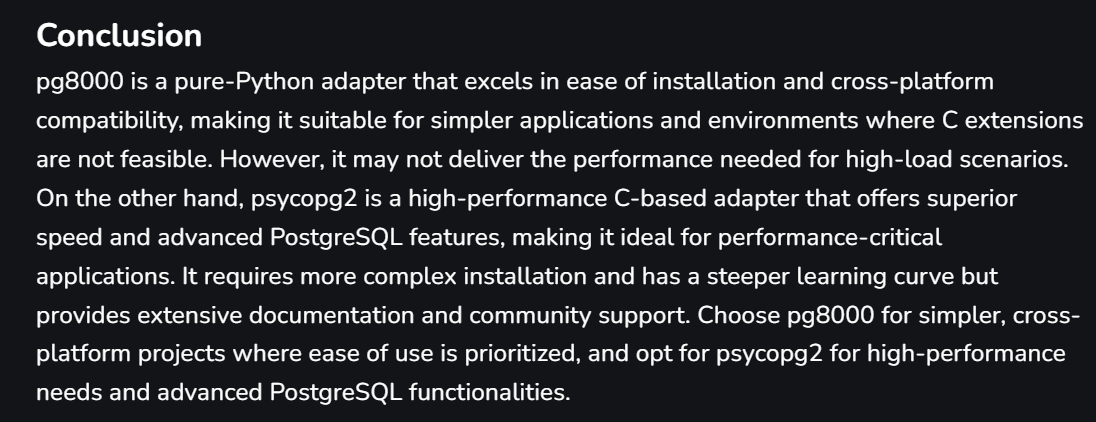 Conclusion
pg8000 is a pure-Python adapter that excels in ease of installation and cross-platform
compatibility, making it suitable for simpler applications and environments where C extensions
are not feasible. However, it may not deliver the performance needed for high-load scenarios.
On the other hand, psycopg2 is a high-performance C-based adapter that offers superior
speed and advanced PostgreSQL features, making it ideal for performance-critical
applications. It requires more complex installation and has a steeper learning curve but
provides extensive documentation and community support. Choose pg8000 for simpler, cross-
platform projects where ease of use is prioritized, and opt for psycopg2 for high-performance
needs and advanced PostgreSQL functionalities.